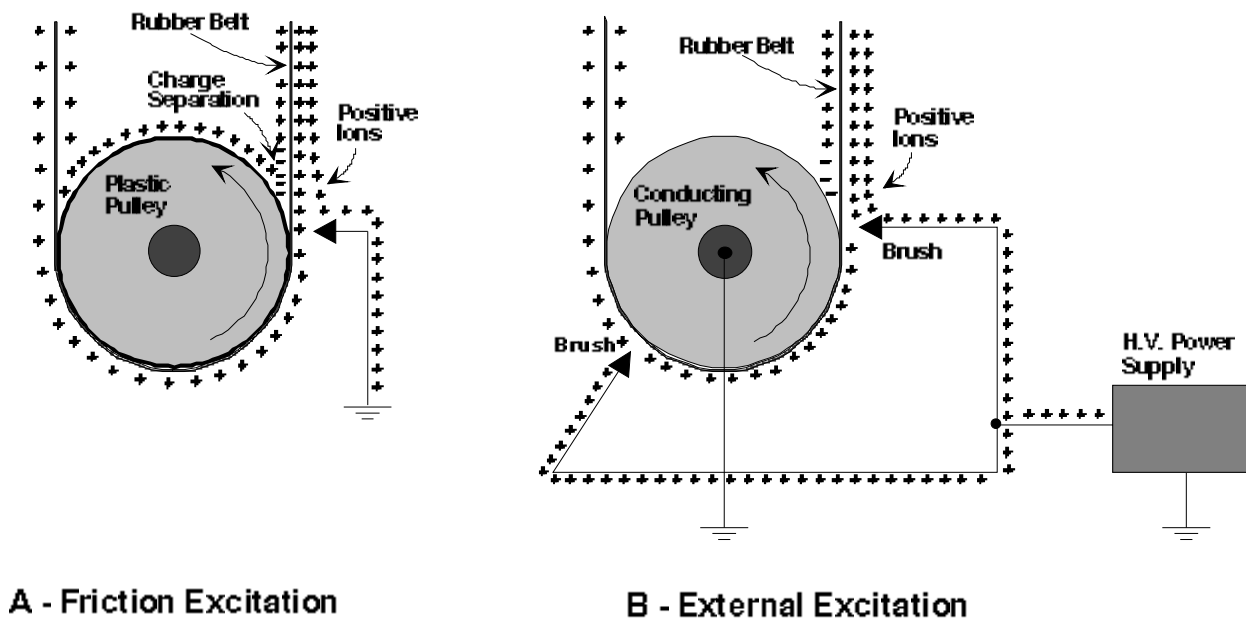 Rubber Belt
Charge
Separation
Positive
Ions
Plastic
Pulley
A - Friction Excitation
Rubber Belt
Positive
Ions
Conducting
Pulley
Brush
Brush
H.V. Power
Supply
B - External Excitation